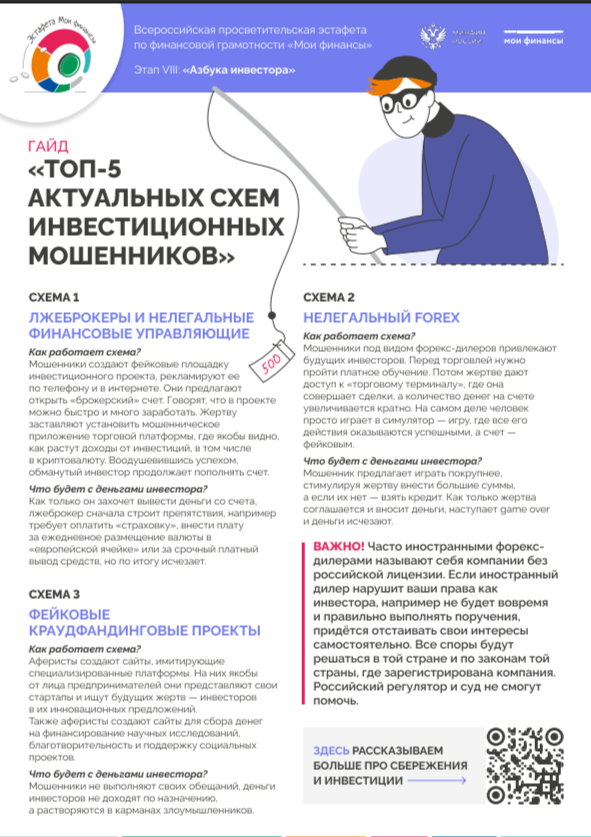 Эстафета Мои финансы
Всероссийская просветительская эстафета
по финансовой грамотности «Мои финансы»
Этап VIII: «Азбука инвестора»
МИНФИН
РОССИИ
МОИ ФИНАНСЫ
ГАЙД
«ТОП-5
АКТУАЛЬНЫХ СХЕМ
ИНВЕСТИЦИОННЫХ
МОШЕННИКОВ»
СХЕМА 1
ЛЖЕБРОКЕРЫ И НЕЛЕГАЛЬНЫЕ
ФИНАНСОВЫЕ УПРАВЛЯЮЩИЕ
Как работает схема?
Мошенники создают фейковые площадку
инвестиционного проекта, рекламируют ее
по телефону и в интернете. Они предлагают
открыть «брокерский» счет. Говорят, что в проекте
можно быстро и много заработать. Жертву
заставляют установить мошенническое
приложение торговой платформы, где якобы видно,
как растут доходы от инвестиций, в том числе
в криптовалюту. Воодушевившись успехом,
обманутый инвестор продолжает пополнять счет.
Что будет с деньгами инвестора?
Как только он захочет вывести деньги со счета,
лжеброкер сначала строит препятствия, например
требует оплатить «страховку», внести плату
за ежедневное размещение валюты в
«европейской ячейке» или за срочный платный
вывод средств, но по итогу исчезает.
500
СХЕМА 3
ФЕЙКОВЫЕ
КРАУДФАНДИНГОВЫЕ ПРОЕКТЫ
Как работает схема?
Аферисты создают сайты, имитирующие
специализированные платформы. На них якобы
от лица предпринимателей они представляют свои
стартапы и ищут будущих жертв — инвесторов
в их инновационных предложений.
Также аферисты создают сайты для сбора денег
на финансирование научных исследований,
благотворительность и поддержку социальных
проектов.
Что будет с деньгами инвестора?
Мошенники не выполняют своих обещаний, деньги
инвесторов не доходят по назначению,
а растворяются в карманах злоумышленников.
СХЕМА 2
НЕЛЕГАЛЬНЫЙ FOREX
Как работает схема?
Мошенники под видом форекс-дилеров привлекают
будущих инвесторов. Перед торговлей нужно
пройти платное обучение. Потом жертве дают
доступ к «торговому терминалу», где она
совершает сделки, а количество денег на счете
увеличивается кратно. На самом деле человек
просто играет в симулятор — игру, где все его
действия оказываются успешными, а счет —
фейковым.
Что будет с деньгами инвестора?
Мошенник предлагает играть покрупнее,
стимулируя жертву внести большие суммы,
а если их нет — взять кредит. Как только жертва
соглашается и вносит деньги, наступает game over
и деньги исчезают.
ВАЖНО! Часто иностранными форекс-
дилерами называют себя компании без
российской лицензии. Если иностранный
дилер нарушит ваши права как
инвестора, например не будет вовремя
и правильно выполнять поручения,
придётся отстаивать свои интересы
самостоятельно. Все споры будут
решаться в той стране и по законам той
страны, где зарегистрирована компания.
Российский регулятор и суд не смогут
помочь.
ЗДЕСЬ РАССКАЗЫВАЕМ
БОЛЬШЕ ПРО СБЕРЕЖЕНИЯ
И ИНВЕСТИЦИИ